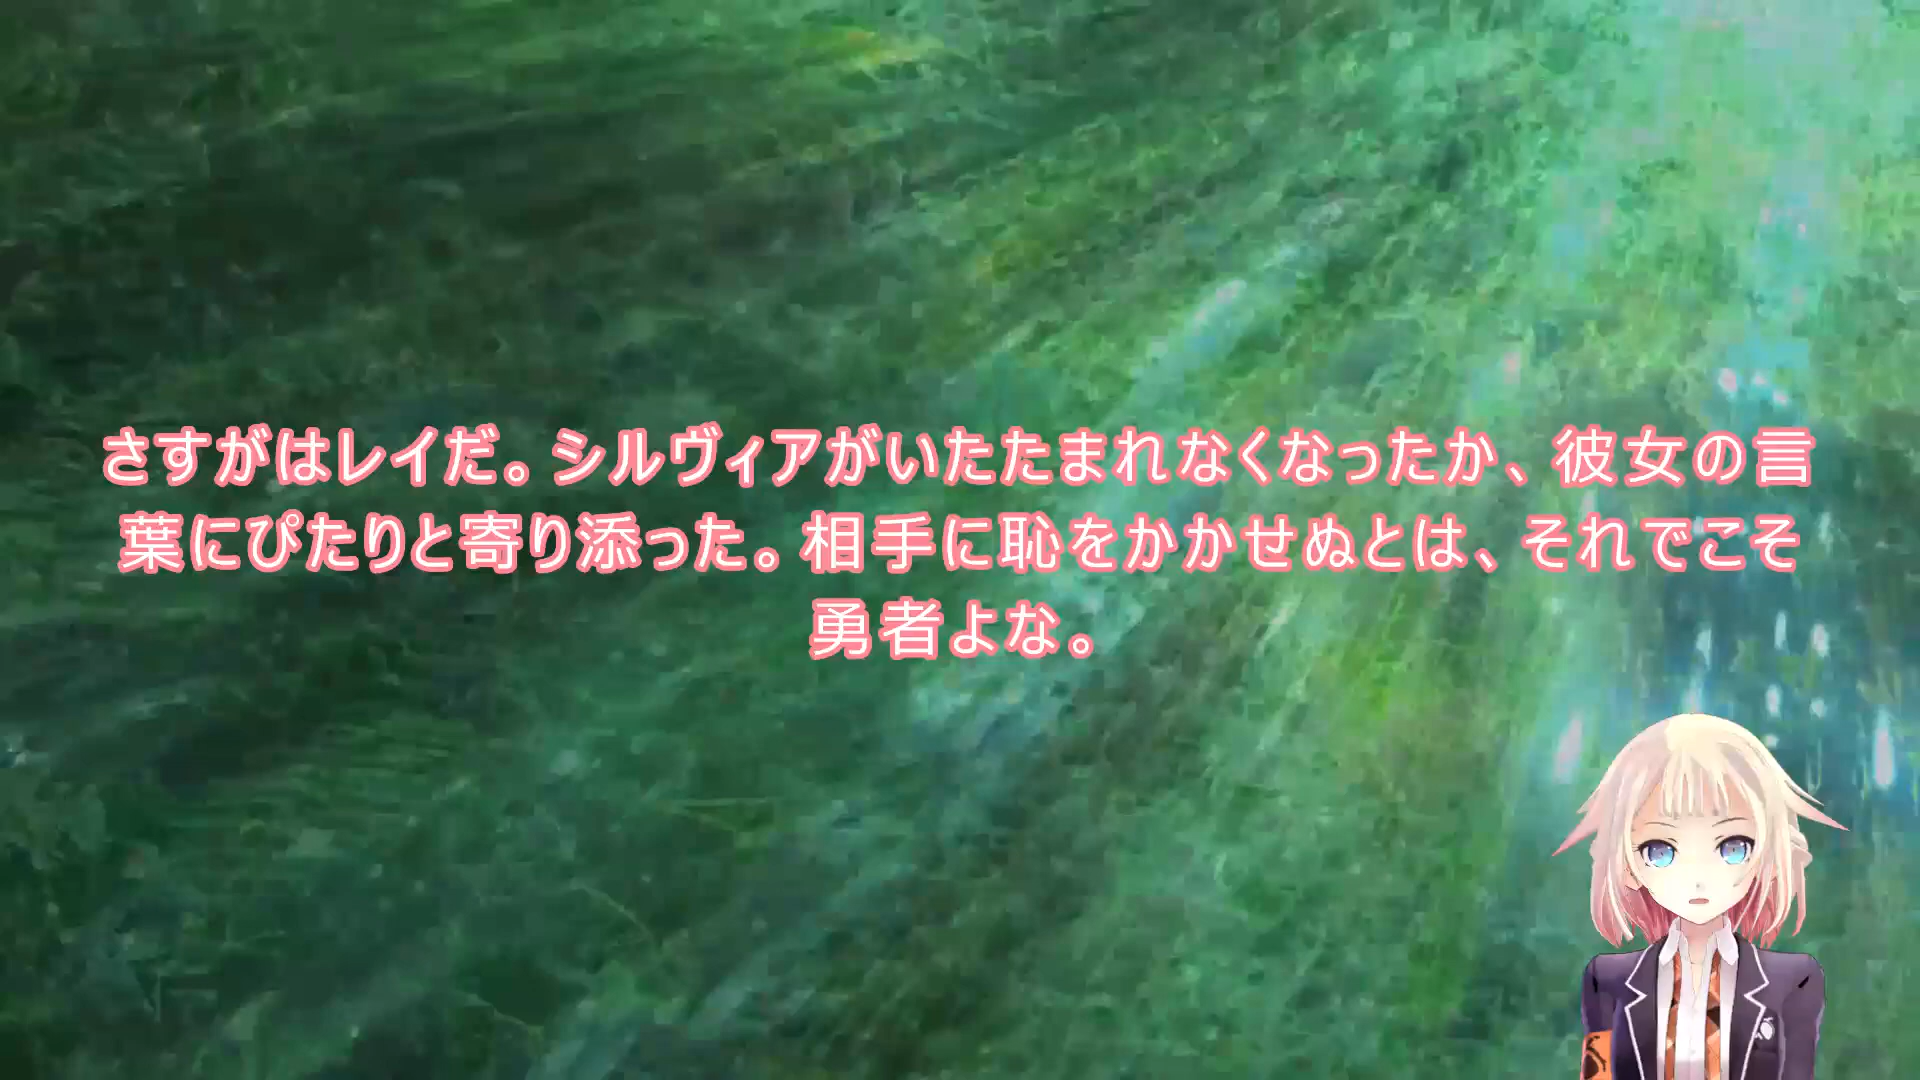 さすがはレイだ。シルヴィアがいたたまれなくなったか、彼女の言
葉にぴたりと寄り添った。相手に恥をかかせぬとは、それでこそ
勇者よな。